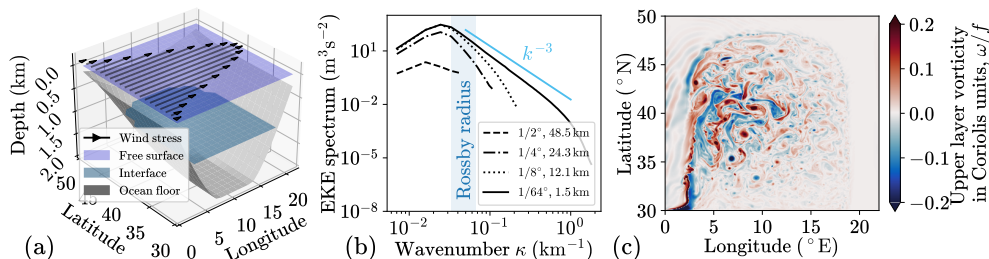 Depth (km)
0.0
0.5
1.0
1.5
2.0
Wind stress
Free surface
Interface
Ocean floor
50
45
40
35
30
Latitude
0
5
10
15
20
Longitude
(a)
EKE spectrum (m³s⁻²)
10¹
10⁻²
10⁻⁵
10⁻⁸
k⁻³
Rossby radius
1/2°, 48.5 km
1/4°, 24.3 km
1/8°, 12.1 km
1/64°, 1.5 km
10⁻²
10⁻¹
10⁰
Wavenumber κ (km⁻¹)
(b)
Latitude (°N)
50
45
40
35
30
0
5
10
15
20
Longitude (°E)
(c)
0.2
0.1
0.0
−0.1
−0.2
Upper layer vorticity
in Coriolis units, ω/f